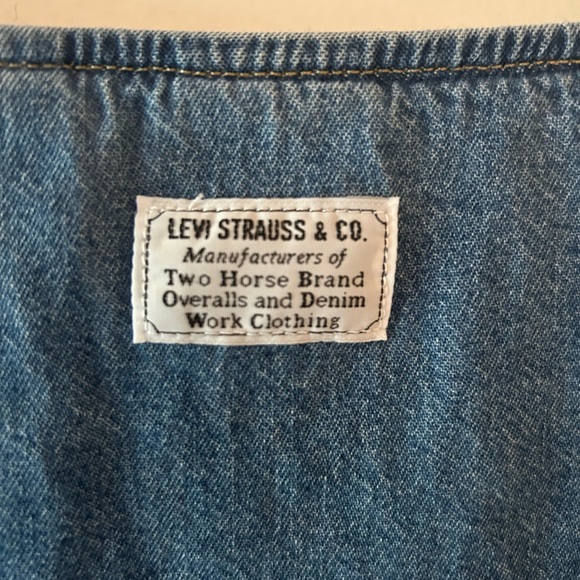 LEVI STRAUSS & CO.
Manufacturers of
Two Horse Brand
Overalls and Denim
Work Clothing